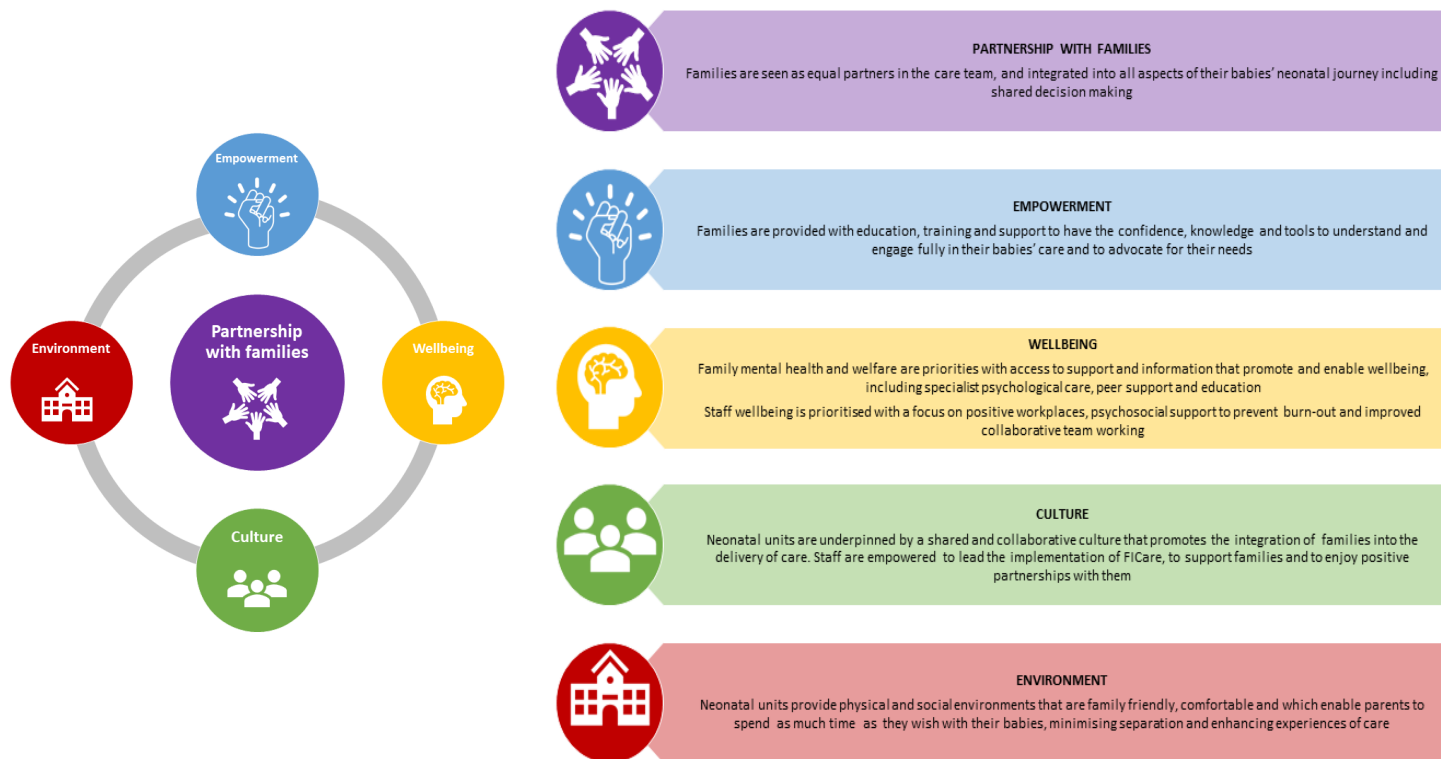 Empowerment
Environment
Partnership
with families
Wellbeing
Culture
PARTNERSHIP WITH FAMILIES
Families are seen as equal partners in the care team, and integrated into all aspects of their babies' neonatal journey including
shared decision making
EMPOWERMENT
Families are provided with education, training and support to have the confidence, knowledge and tools to understand and
engage fully in their babies' care and to advocate for their needs
WELLBEING
Family mental health and welfare are priorities with access to support and information that promote and enable wellbeing,
including specialist psychological care, peer support and education
Staff wellbeing is prioritised with a focus on positive workplaces, psychosocial support to prevent burn-out and improved
collaborative team working
CULTURE
Neonatal units are underpinned by a shared and collaborative culture that promotes the integration of families into the
delivery of care. Staff are empowered to lead the implementation of FICare, to support families and to enjoy positive
partnerships with them
ENVIRONMENT
Neonatal units provide physical and social environments that are family friendly, comfortable and which enable parents to
spend as much time as they wish with their babies, minimising separation and enhancing experiences of care